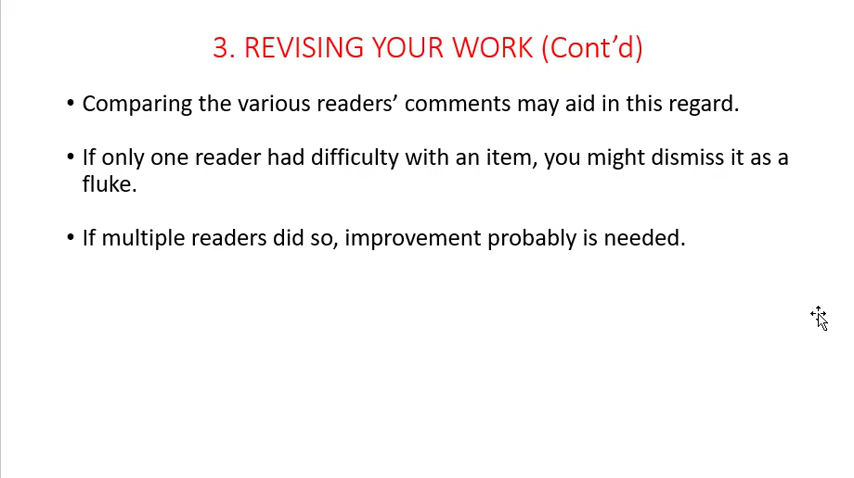 3. REVISING YOUR WORK (Cont’d)
• Comparing the various readers’ comments may aid in this regard.
• If only one reader had difficulty with an item, you might dismiss it as a
fluke.
• If multiple readers did so, improvement probably is needed.